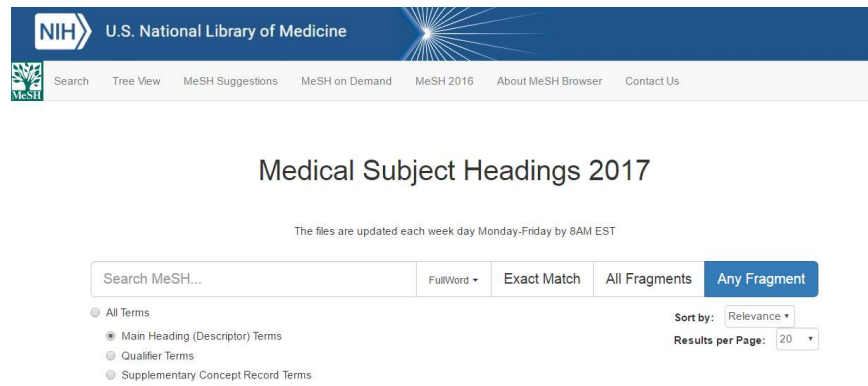 NIH U.S. National Library of Medicine
MeSH Search Tree View MeSH Suggestions MeSH on Demand MeSH 2016 About MeSH Browser Contact Us
Medical Subject Headings 2017
The files are updated each week day Monday-Friday by 8AM EST
Search MeSH... FullWord Exact Match All Fragments Any Fragment
All Terms Sort by: Relevance
Main Heading (Descriptor) Terms Results per Page: 20
Qualifier Terms
Supplementary Concept Record Terms